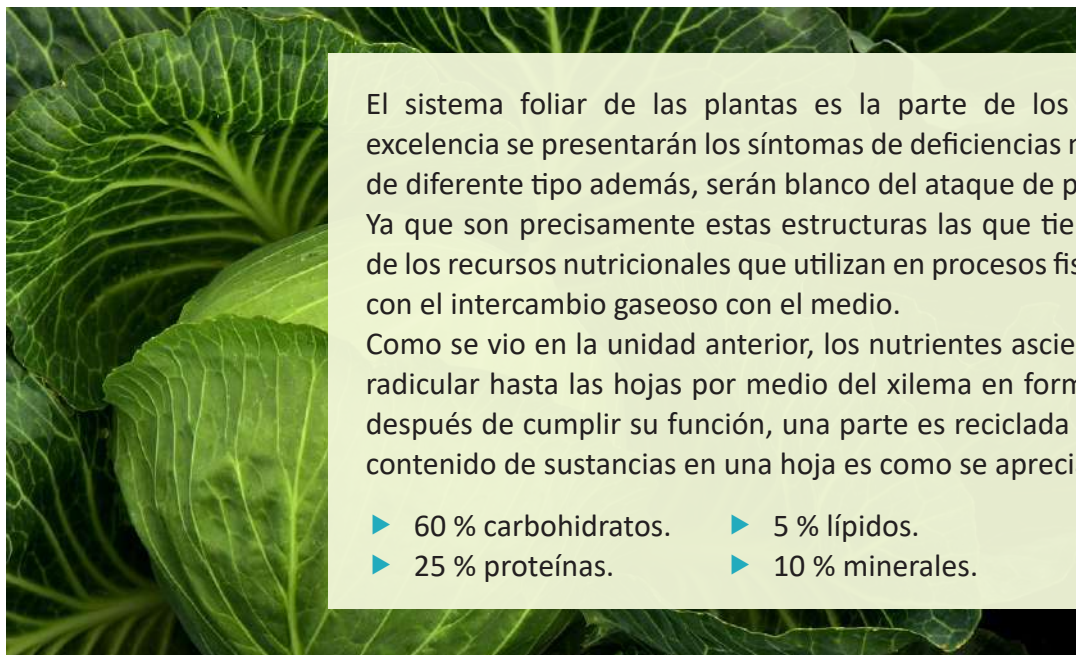 El sistema foliar de las plantas es la parte de los
excelencia se presentarán los síntomas de deficiencias
de diferente tipo además, serán blanco del ataque de
Ya que son precisamente estas estructuras las que
de los recursos nutricionales que utilizan en procesos
con el intercambio gaseoso con el medio.
Como se vio en la unidad anterior, los nutrientes
radicular hasta las hojas por medio del xilema en
después de cumplir su función, una parte es reciclada
contenido de sustancias en una hoja es como se
▶ 60 % carbohidratos. ▶ 5 % lípidos.
▶ 25 % proteínas. ▶ 10 % minerales.